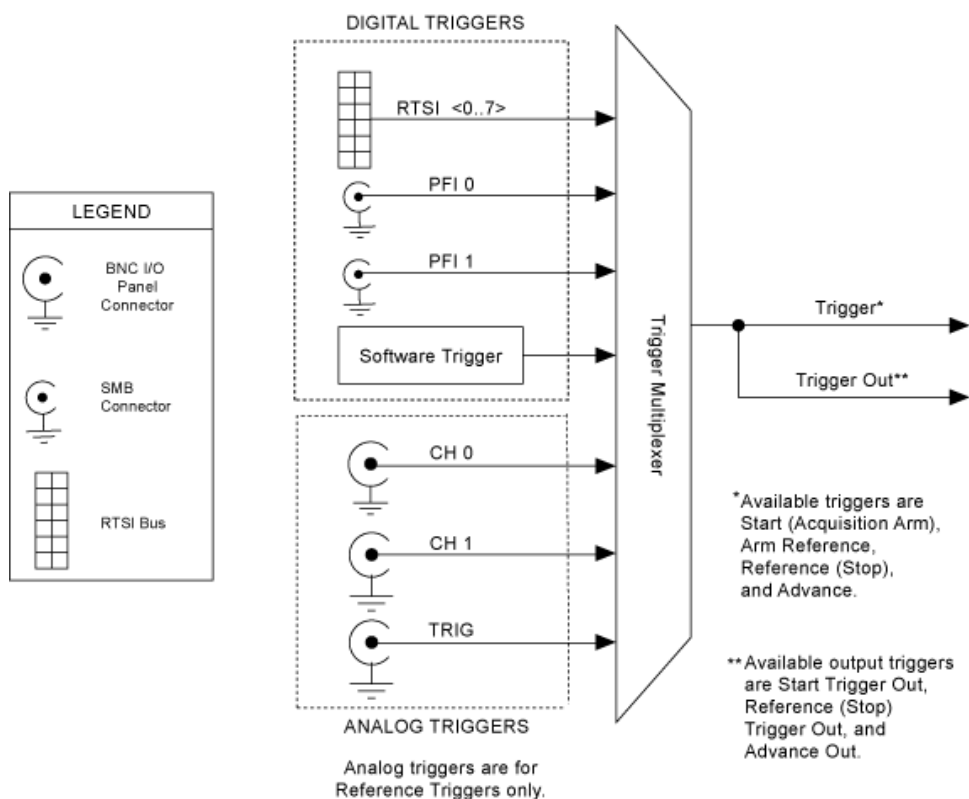 DIGITAL TRIGGERS
RTSI <0..7>
PFI 0
PFI 1
Software Trigger
CH 0
CH 1
TRIG
ANALOG TRIGGERS
Analog triggers are for
Reference Triggers only.
LEGEND
BNC I/O
Panel
Connector
SMB
Connector
RTSI Bus
Trigger Multiplexer
Trigger*
Trigger Out**
*Available triggers are
Start (Acquisition Arm),
Arm Reference,
Reference (Stop),
and Advance.
**Available output triggers
are Start Trigger Out,
Reference (Stop)
Trigger Out, and
Advance Out.